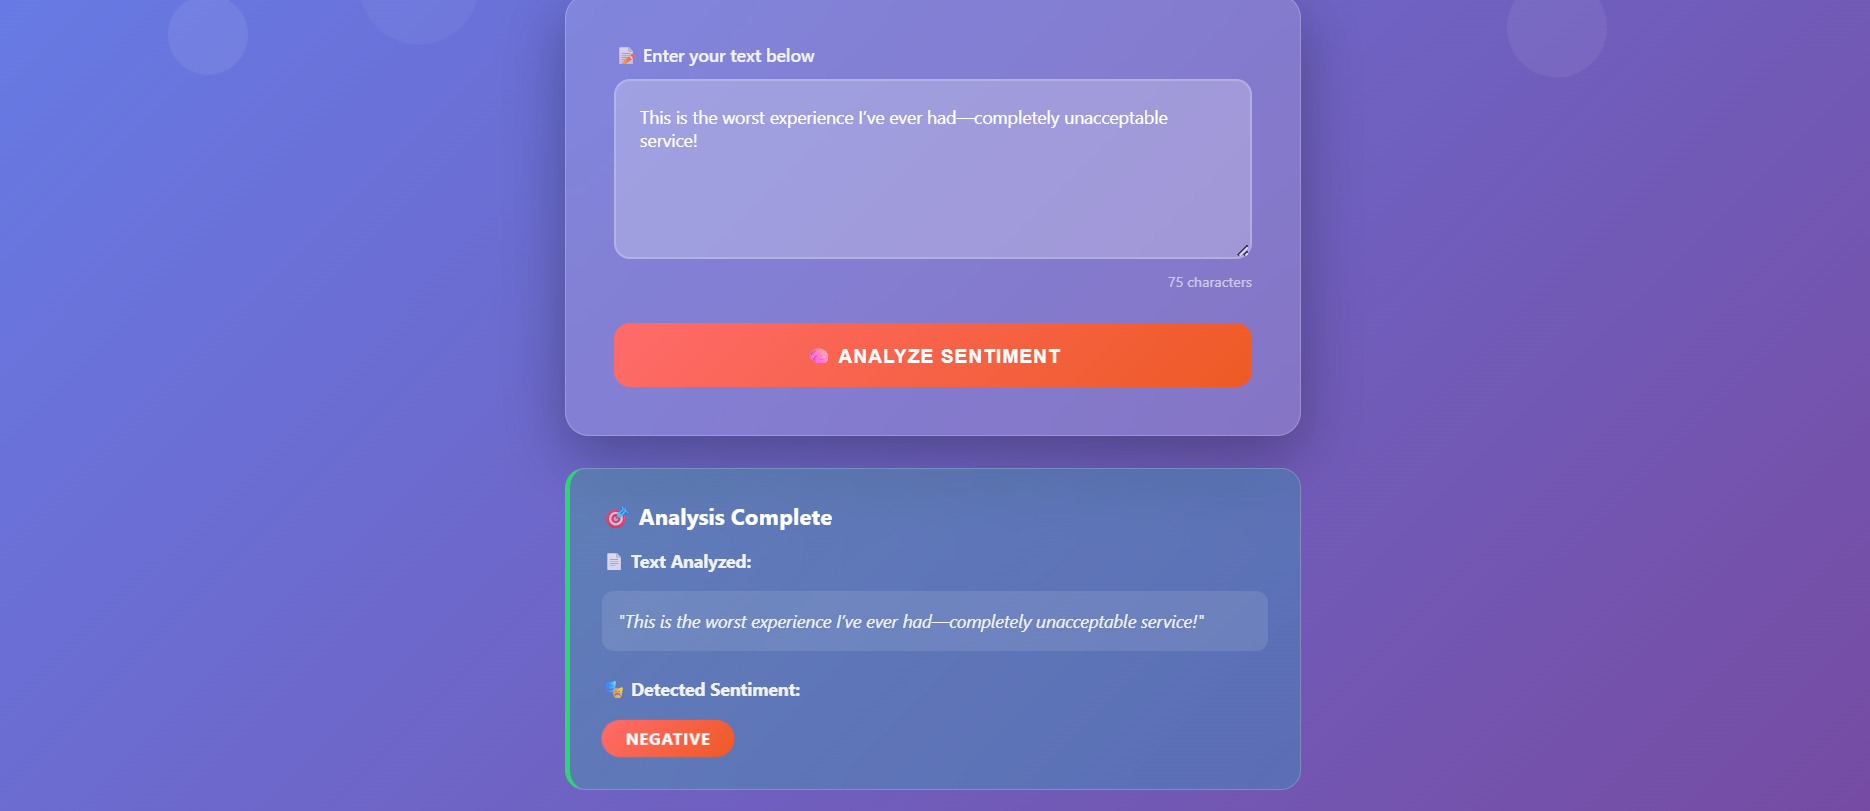 Enter your text below
This is the worst experience I’ve ever had—completely unacceptable
service!
75 characters
ANALYZE SENTIMENT
Analysis Complete
Text Analyzed:
"This is the worst experience I’ve ever had—completely unacceptable service!"
Detected Sentiment:
NEGATIVE